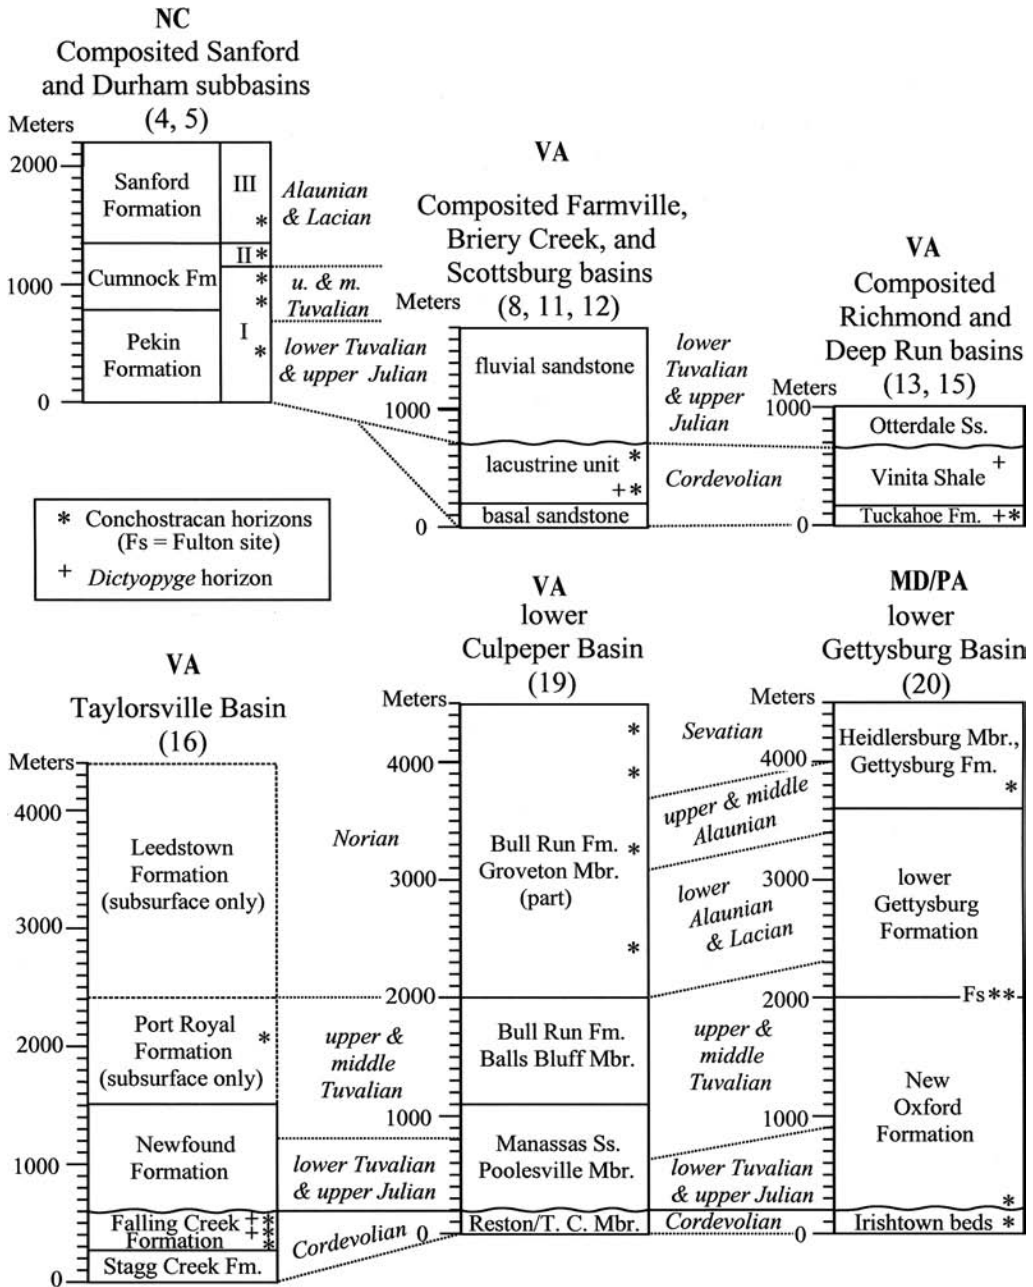 NC
Composited Sanford
and Durham subbasins
(4, 5)
Meters
2000
1000
0
Sanford
Formation
III
*
Cumnock Fm
II *
*
*
Pekin
Formation
I
*
Alaunian
& Lacian
u. & m.
Tuvalian
lower Tuvalian
& upper Julian
VA
Composited Farmville,
Briery Creek, and
Scottsburg basins
(8, 11, 12)
Meters
1000
0
fluvial sandstone
lacustrine unit *
+ *
basal sandstone
lower
Tuvalian
& upper
Julian
Cordevolian
VA
Composited
Richmond and
Deep Run basins
(13, 15)
Meters
1000
0
Otterdale Ss.
Vinita Shale +
Tuckahoe Fm. + *
* Conchostracan horizons
(Fs = Fulton site)
+ Dictyopyge horizon
VA
Taylorsville Basin
(16)
Meters
4000
3000
2000
1000
0
Leedstown
Formation
(subsurface only)
Port Royal
Formation *
(subsurface only)
Newfound
Formation
Falling Creek + *
Formation + *
*
Stagg Creek Fm.
Norian
upper &
middle
Tuvalian
lower Tuvalian
& upper Julian
Cordevolian
VA
lower
Culpeper Basin
(19)
Meters
4000
3000
2000
1000
0
*
*
Bull Run Fm.
Groveton Mbr. *
(part)
*
Bull Run Fm.
Balls Bluff Mbr.
Manassas Ss.
Poolesville Mbr.
Reston/T. C. Mbr.
Sevatian
upper & middle
Alaunian
lower
Alaunian
& Lacian
upper &
middle
Tuvalian
lower Tuvalian
& upper Julian
Cordevolian
MD/PA
lower
Gettysburg Basin
(20)
Meters
4000
3000
2000
1000
0
Heidlersburg Mbr.,
Gettysburg Fm.
*
lower
Gettysburg
Formation
Fs **
New
Oxford
Formation
*
Irishtown beds *